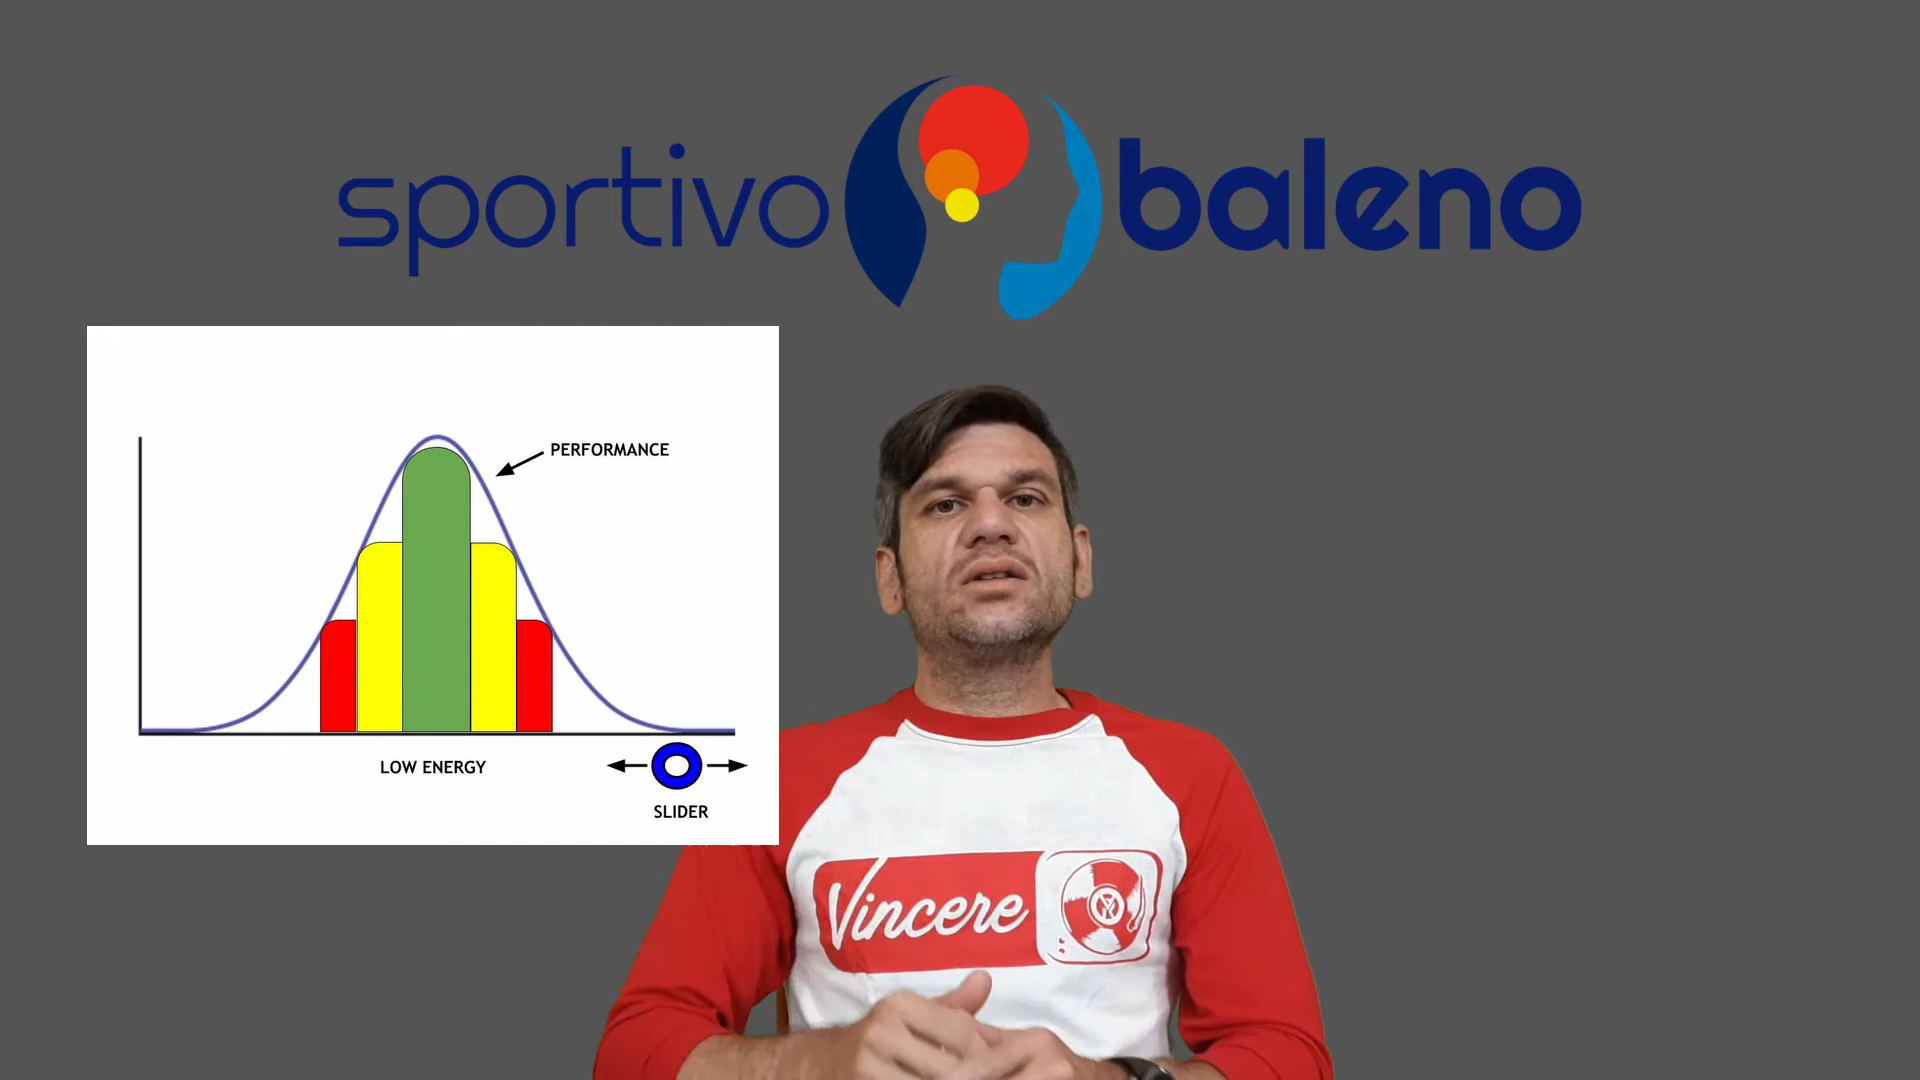 sportivo baleno
PERFORMANCE
LOW ENERGY
SLIDER
Vincere